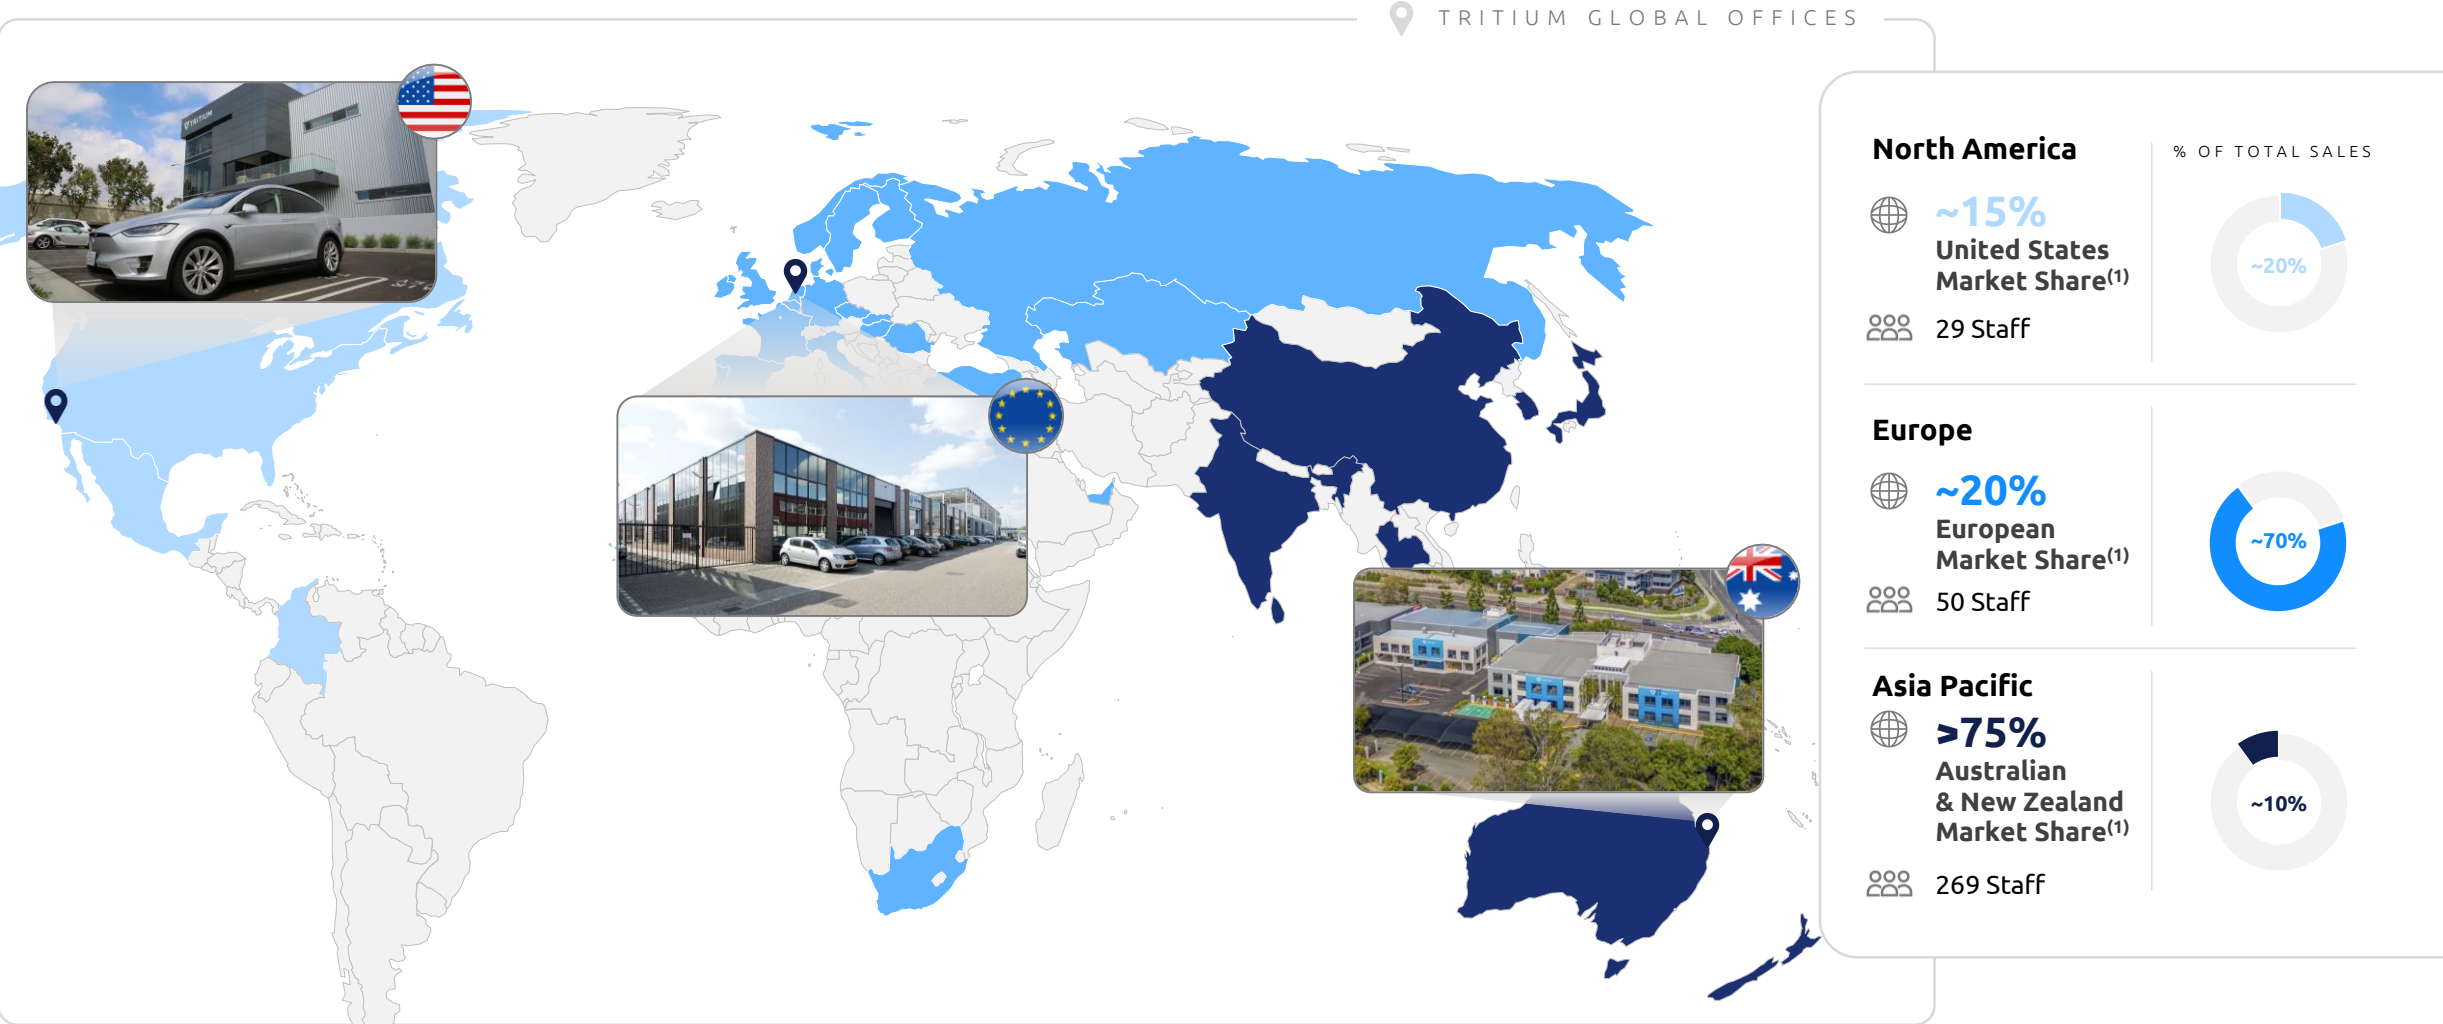 TRITIUM GLOBAL OFFICES
TRITIUM
North America
% OF TOTAL SALES
~15%
United States
Market Share(1)
~20%
29 Staff
Europe
~20%
European
Market Share(1)
~70%
50 Staff
Asia Pacific
>75%
Australian
& New Zealand
Market Share(1)
~10%
269 Staff